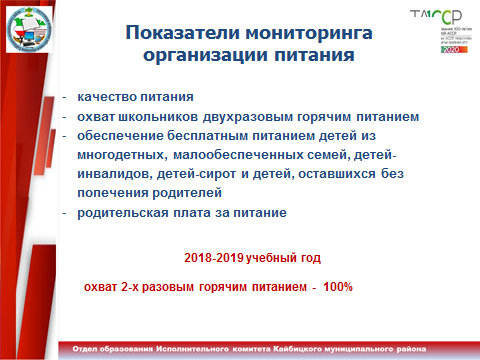 ТАССР
2020
Показатели мониторинга
организации питания
- качество питания
- охват школьников двухразовым горячим питанием
- обеспечение бесплатным питанием детей из
многодетных, малообеспеченных семей, детей-
инвалидов, детей-сирот и детей, оставшихся без
попечения родителей
- родительская плата за питание
2018-2019 учебный год
охват 2-х разовым горячим питанием - 100%
Отдел образования Исполнительного комитета Кайбицкого муниципального района